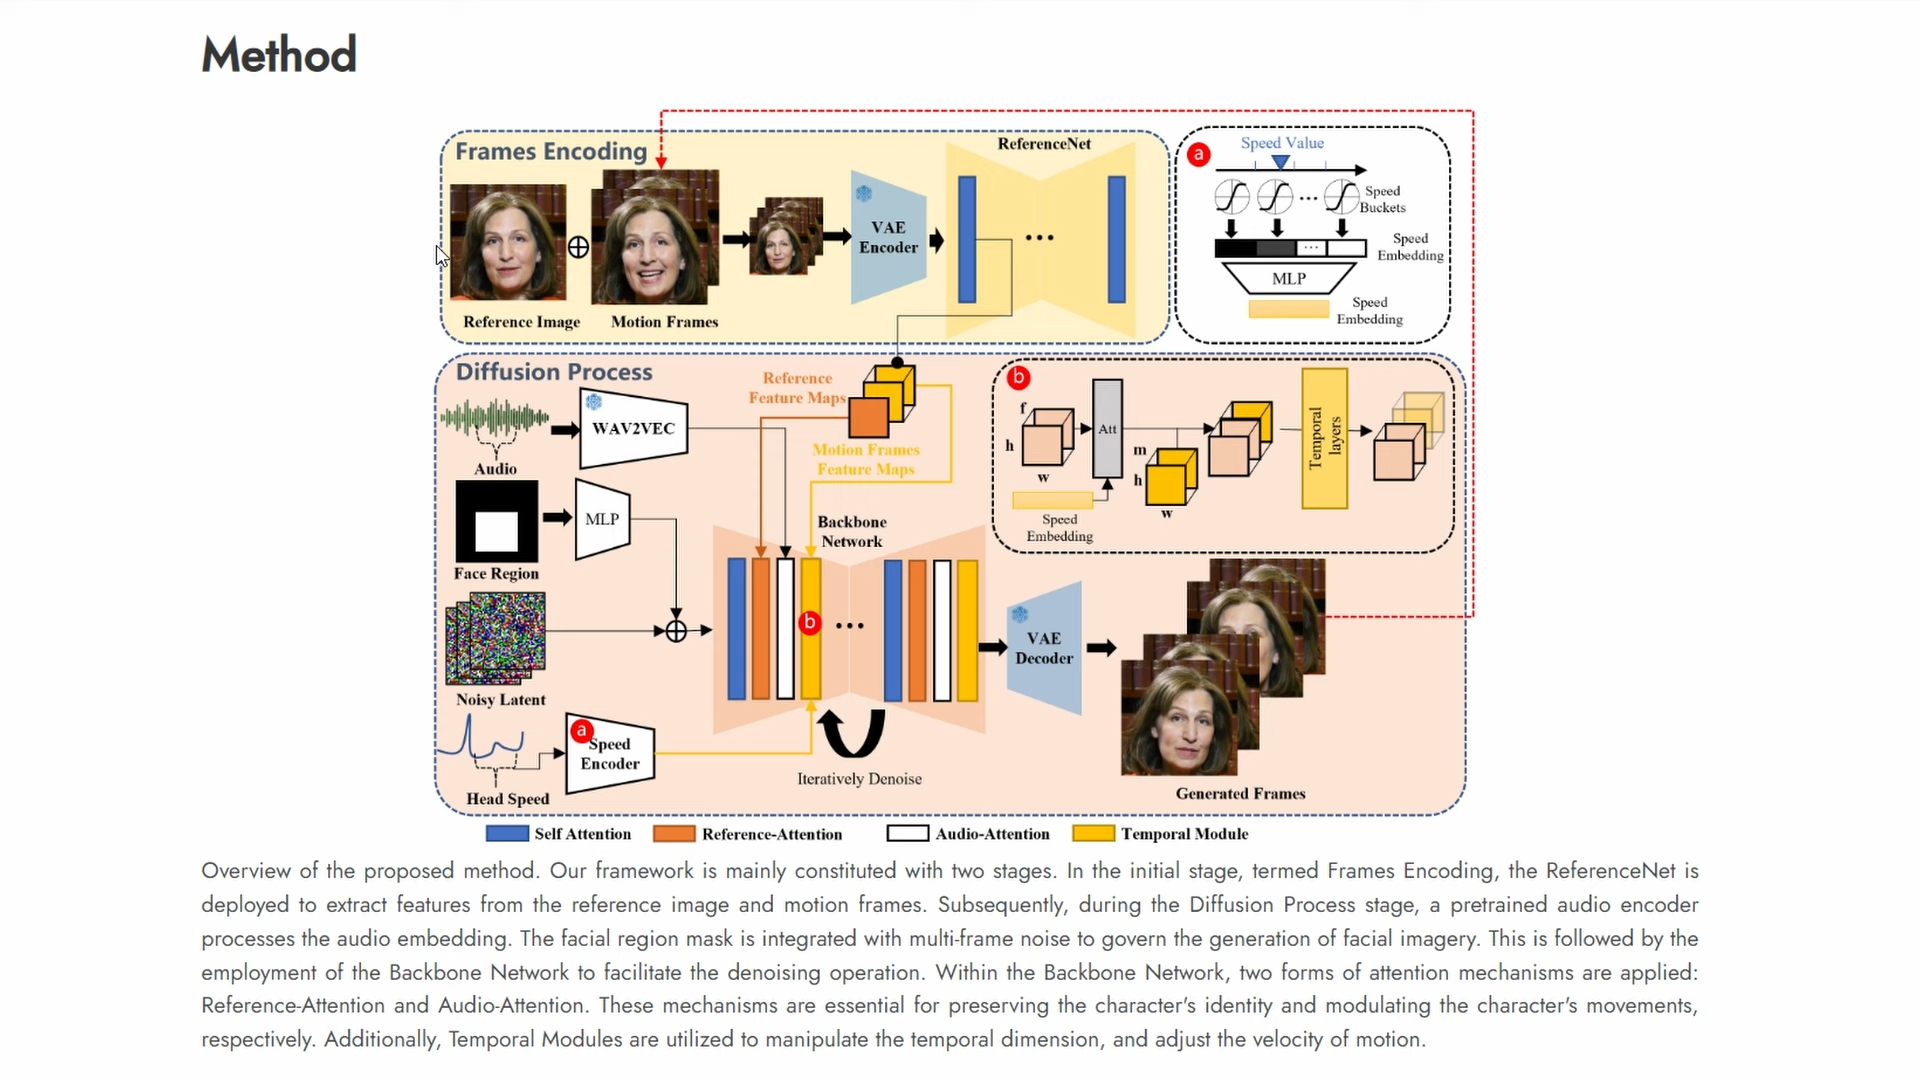 Method
Frames Encoding
ReferenceNet
VAE
Encoder
Reference Image
Motion Frames
a
Speed Value
Speed
Buckets
Speed
Embedding
MLP
Speed
Embedding
Diffusion Process
Reference
Feature Maps
Motion Frames
Feature Maps
WAV2VEC
Audio
MLP
Face Region
Noisy Latent
a
Speed
Encoder
Head Speed
Backbone
Network
b
Iteratively Denoise
VAE
Decoder
Generated Frames
b
f
h
w
Att
m
h
w
Speed
Embedding
Temporal
layers
Self Attention
Reference-Attention
Audio-Attention
Temporal Module
Overview of the proposed method. Our framework is mainly constituted with two stages. In the initial stage, termed Frames Encoding, the ReferenceNet is
deployed to extract features from the reference image and motion frames. Subsequently, during the Diffusion Process stage, a pretrained audio encoder
processes the audio embedding. The facial region mask is integrated with multi-frame noise to govern the generation of facial imagery. This is followed by the
employment of the Backbone Network to facilitate the denoising operation. Within the Backbone Network, two forms of attention mechanisms are applied:
Reference-Attention and Audio-Attention. These mechanisms are essential for preserving the character's identity and modulating the character's movements,
respectively. Additionally, Temporal Modules are utilized to manipulate the temporal dimension, and adjust the velocity of motion.